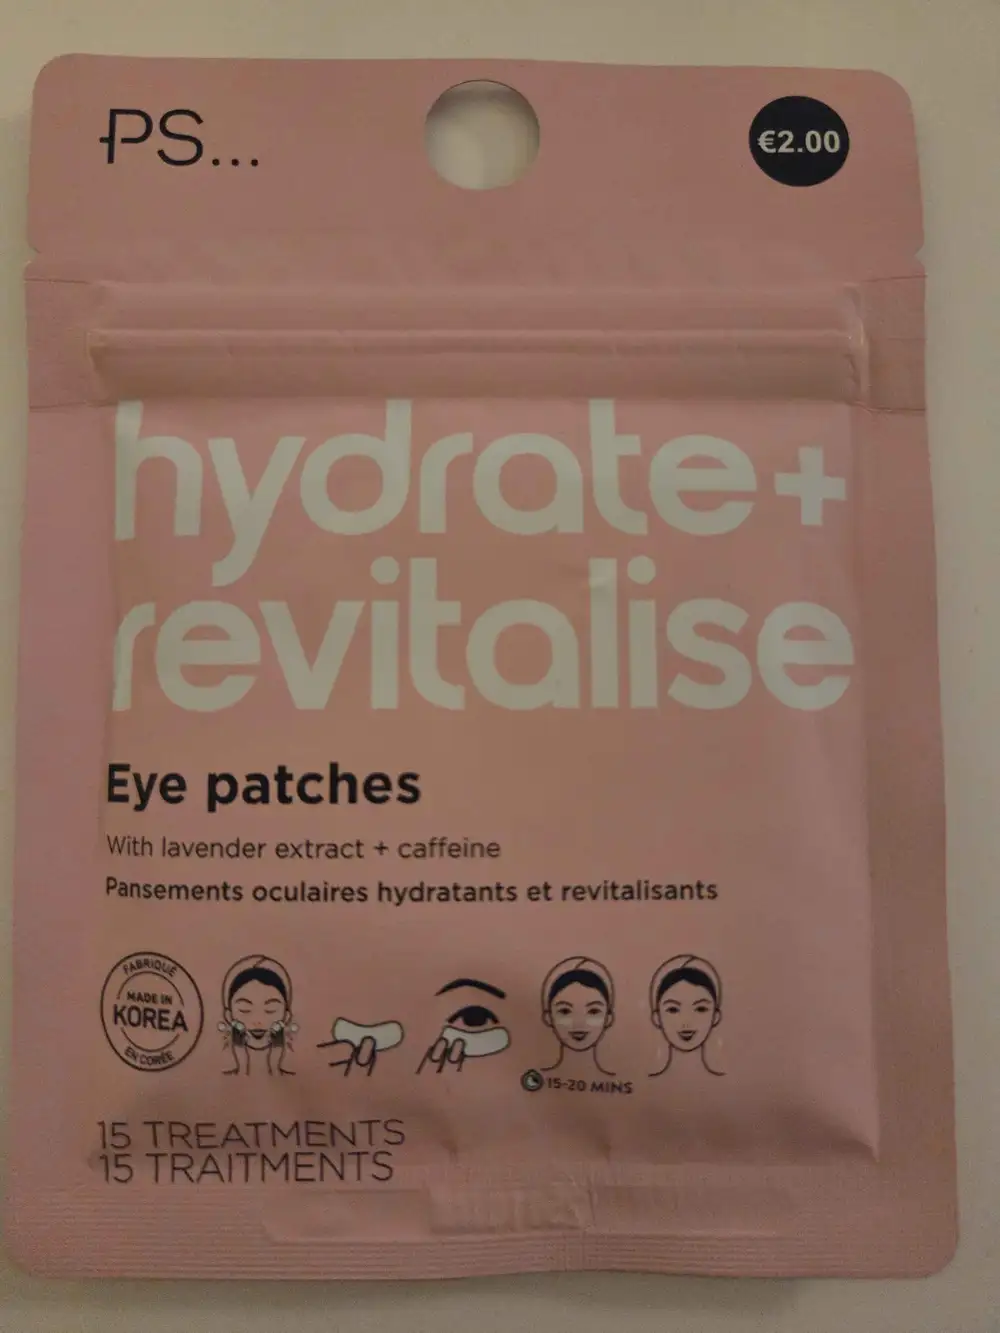 PS...
€2.00
hydrate+
revitalise
Eye patches
With lavender extract + caffeine
Pansements oculaires hydratants et revitalisants
FABRIQUÉ
MADE IN
KOREA
EN CORÉE
15-20 MINS
15 TREATMENTS
15 TRAITMENTS